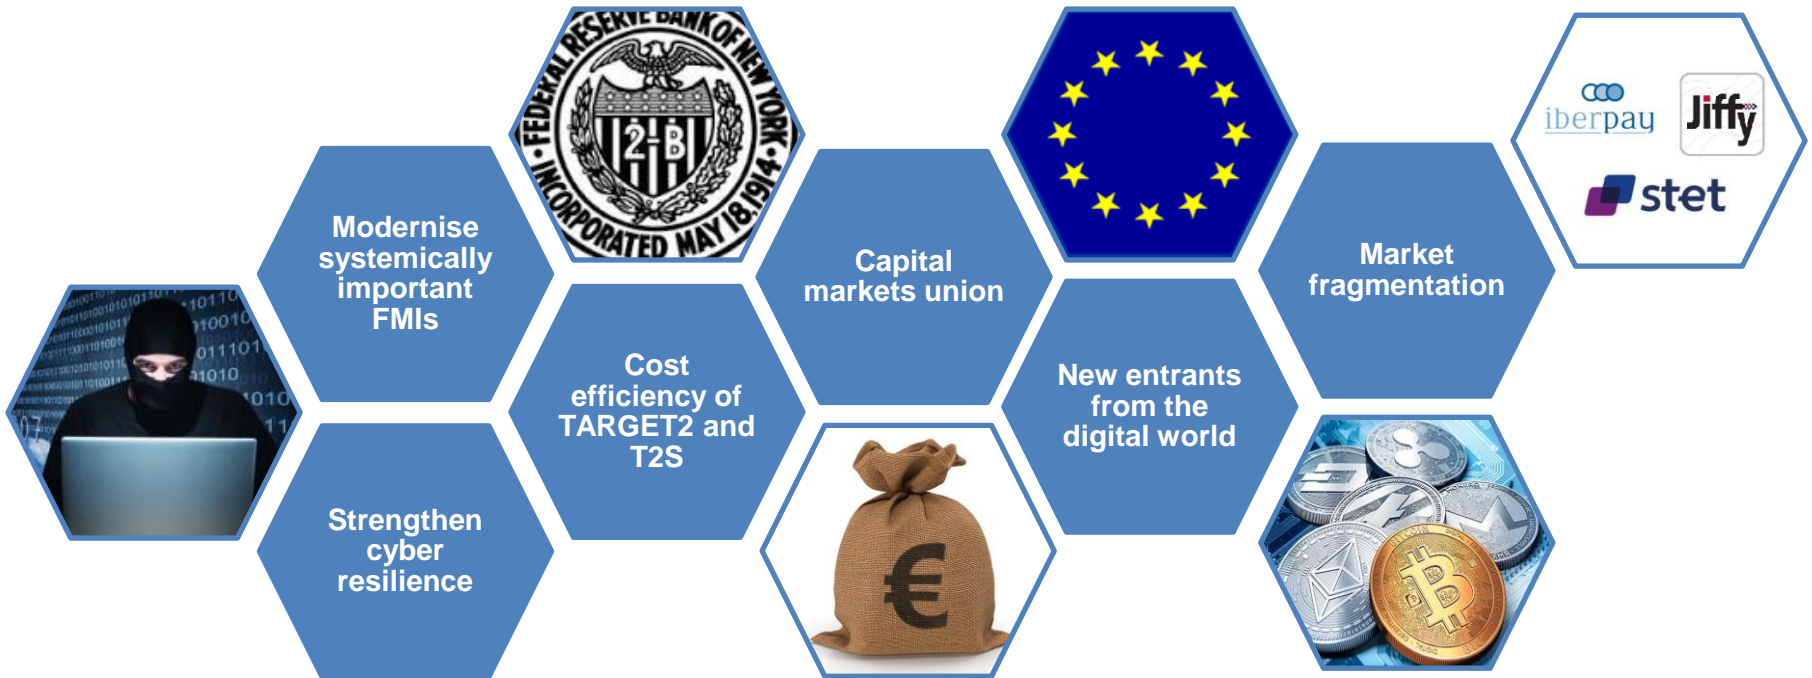 FEDERAL RESERVE BANK OF NEW YORK
INCORPORATED MAY 18, 1914
2-B
Modernise
systemically
important
FMIs
Strengthen
cyber
resilience
Cost
efficiency of
TARGET2 and
T2S
Capital
markets union
€
New entrants
from the
digital world
Market
fragmentation
iberpay
Jiffy
stet
BITCOIN